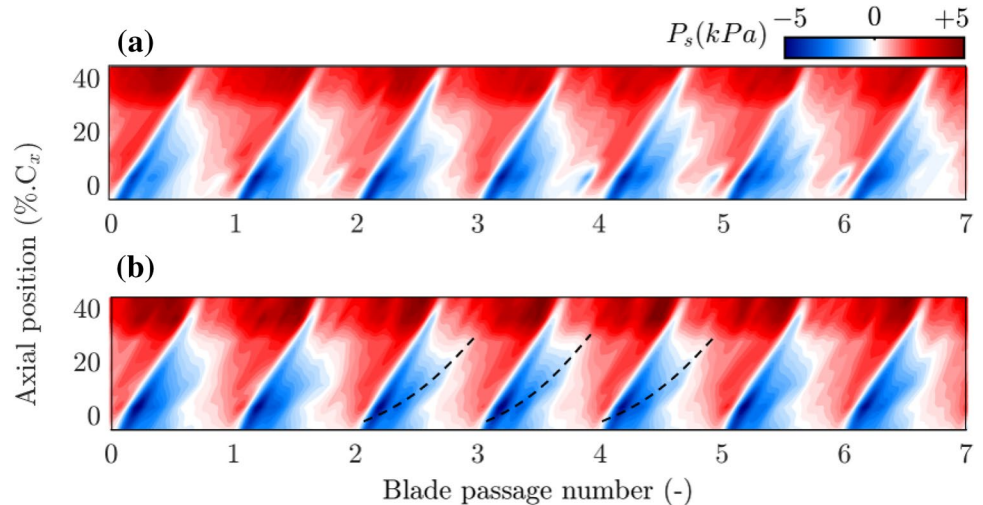 (a)
P_s(kPa) −5 0 +5
40
20
0
0 1 2 3 4 5 6 7
(b)
40
20
0
0 1 2 3 4 5 6 7
Axial position (%.C_x)
Blade passage number (-)